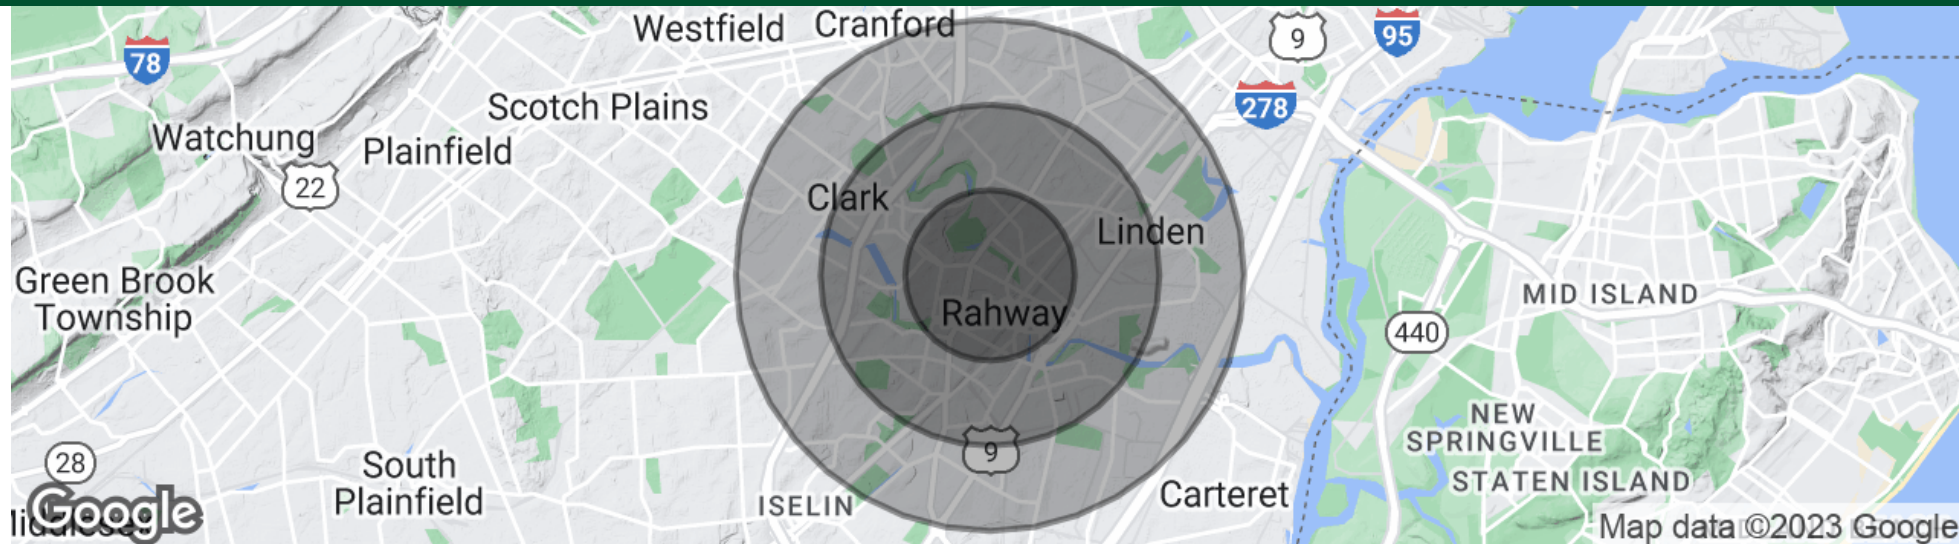 Westfield
Cranford
9
95
78
278
Scotch Plains
Watchung
Plainfield
22
Clark
Linden
Green Brook
Township
MID ISLAND
Rahway
440
NEW
SPRINGVILLE
9
28
South
Plainfield
STATEN ISLAND
ISELIN
Carteret
Google
Map data ©2023 Google